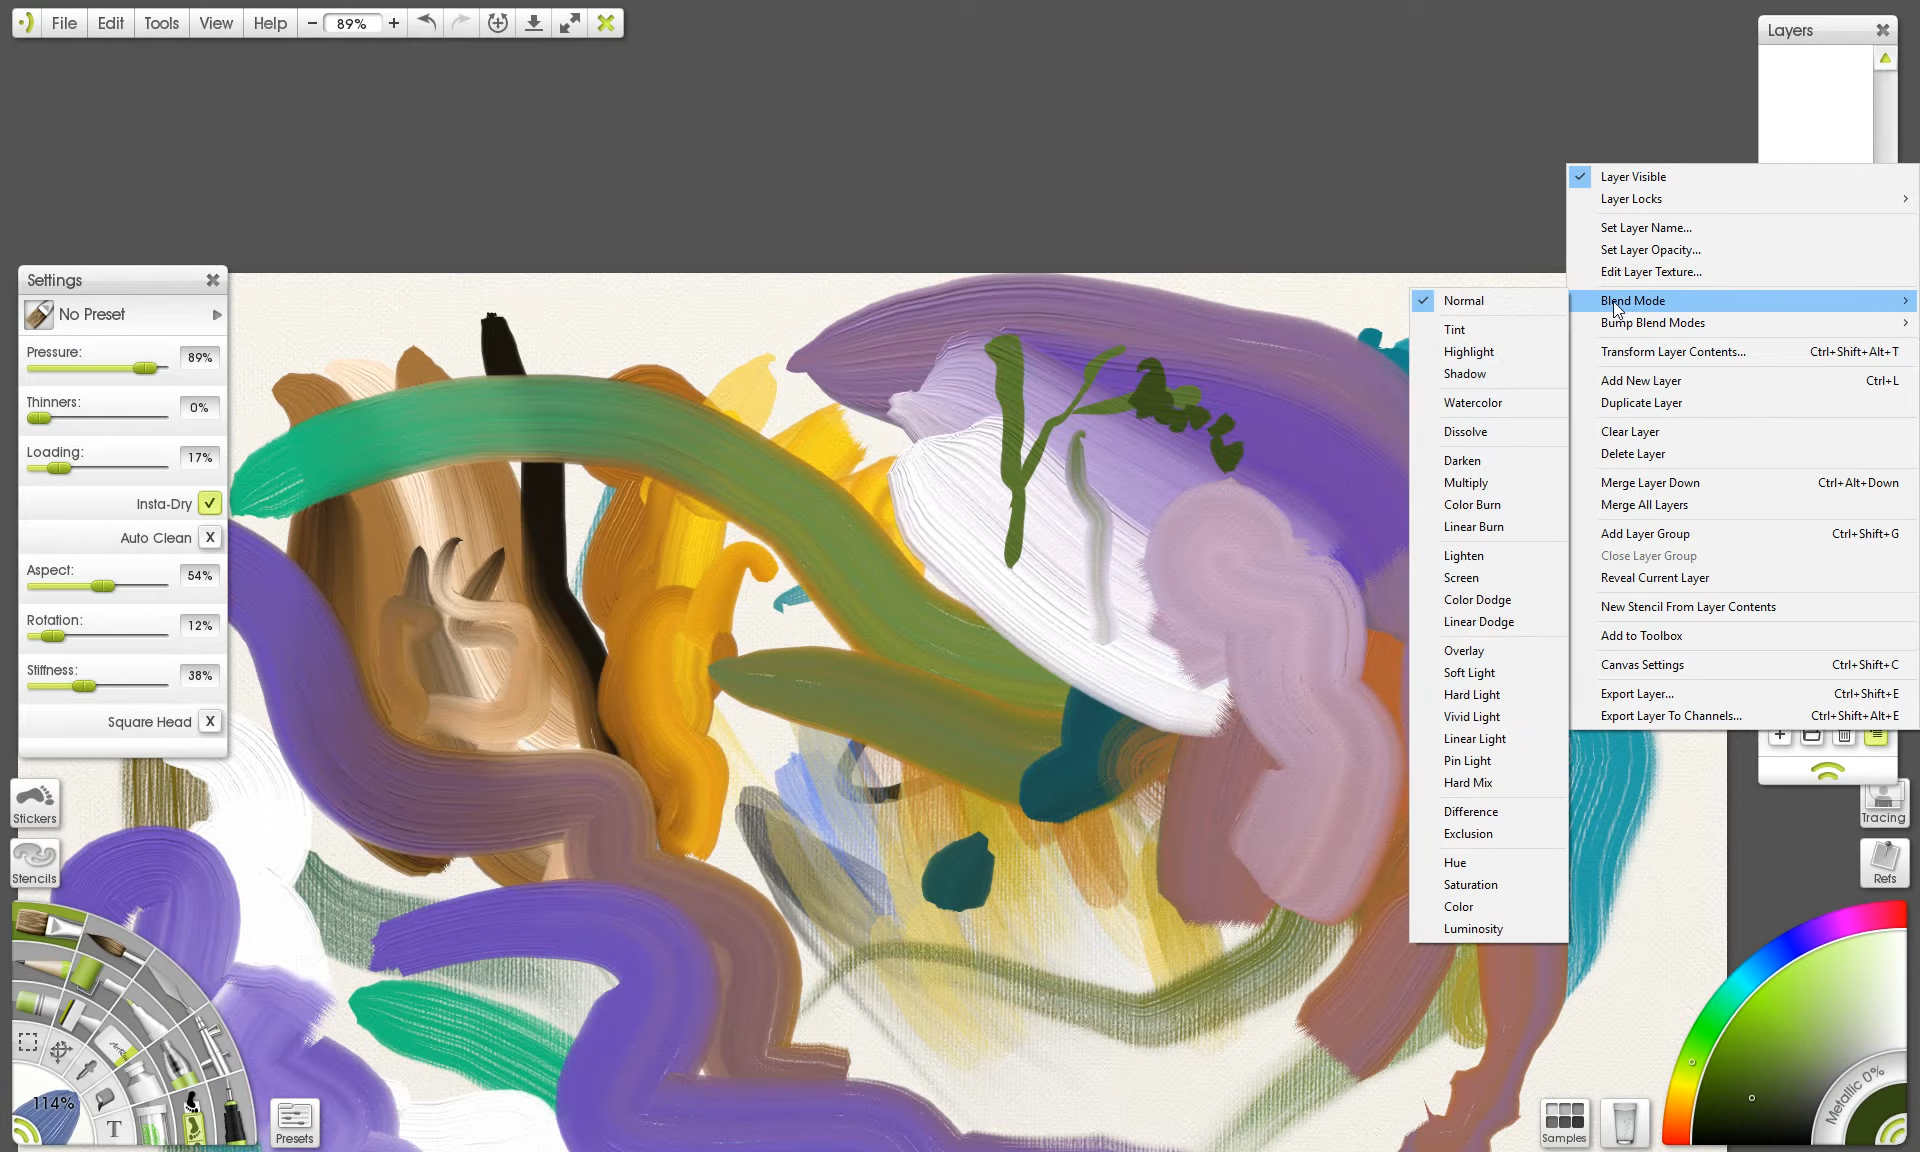 File Edit Tools View Help − 89% +
Layers
Settings
No Preset
Pressure: 89%
Thinners: 0%
Loading: 17%
Insta-Dry
Auto Clean X
Aspect: 54%
Rotation: 12%
Stiffness: 38%
Square Head X
Stickers
Stencils
114%
T
Presets
Normal
Tint
Highlight
Shadow
Watercolor
Dissolve
Darken
Multiply
Color Burn
Linear Burn
Lighten
Screen
Color Dodge
Linear Dodge
Overlay
Soft Light
Hard Light
Vivid Light
Linear Light
Pin Light
Hard Mix
Difference
Exclusion
Hue
Saturation
Color
Luminosity
Layer Visible
Layer Locks
Set Layer Name...
Set Layer Opacity...
Edit Layer Texture...
Blend Mode
Bump Blend Modes
Transform Layer Contents... Ctrl+Shift+Alt+T
Add New Layer Ctrl+L
Duplicate Layer
Clear Layer
Delete Layer
Merge Layer Down Ctrl+Alt+Down
Merge All Layers
Add Layer Group Ctrl+Shift+G
Close Layer Group
Reveal Current Layer
New Stencil From Layer Contents
Add to Toolbox
Canvas Settings Ctrl+Shift+C
Export Layer... Ctrl+Shift+E
Export Layer To Channels... Ctrl+Shift+Alt+E
Tracing
Refs
Metallic 0%
Samples